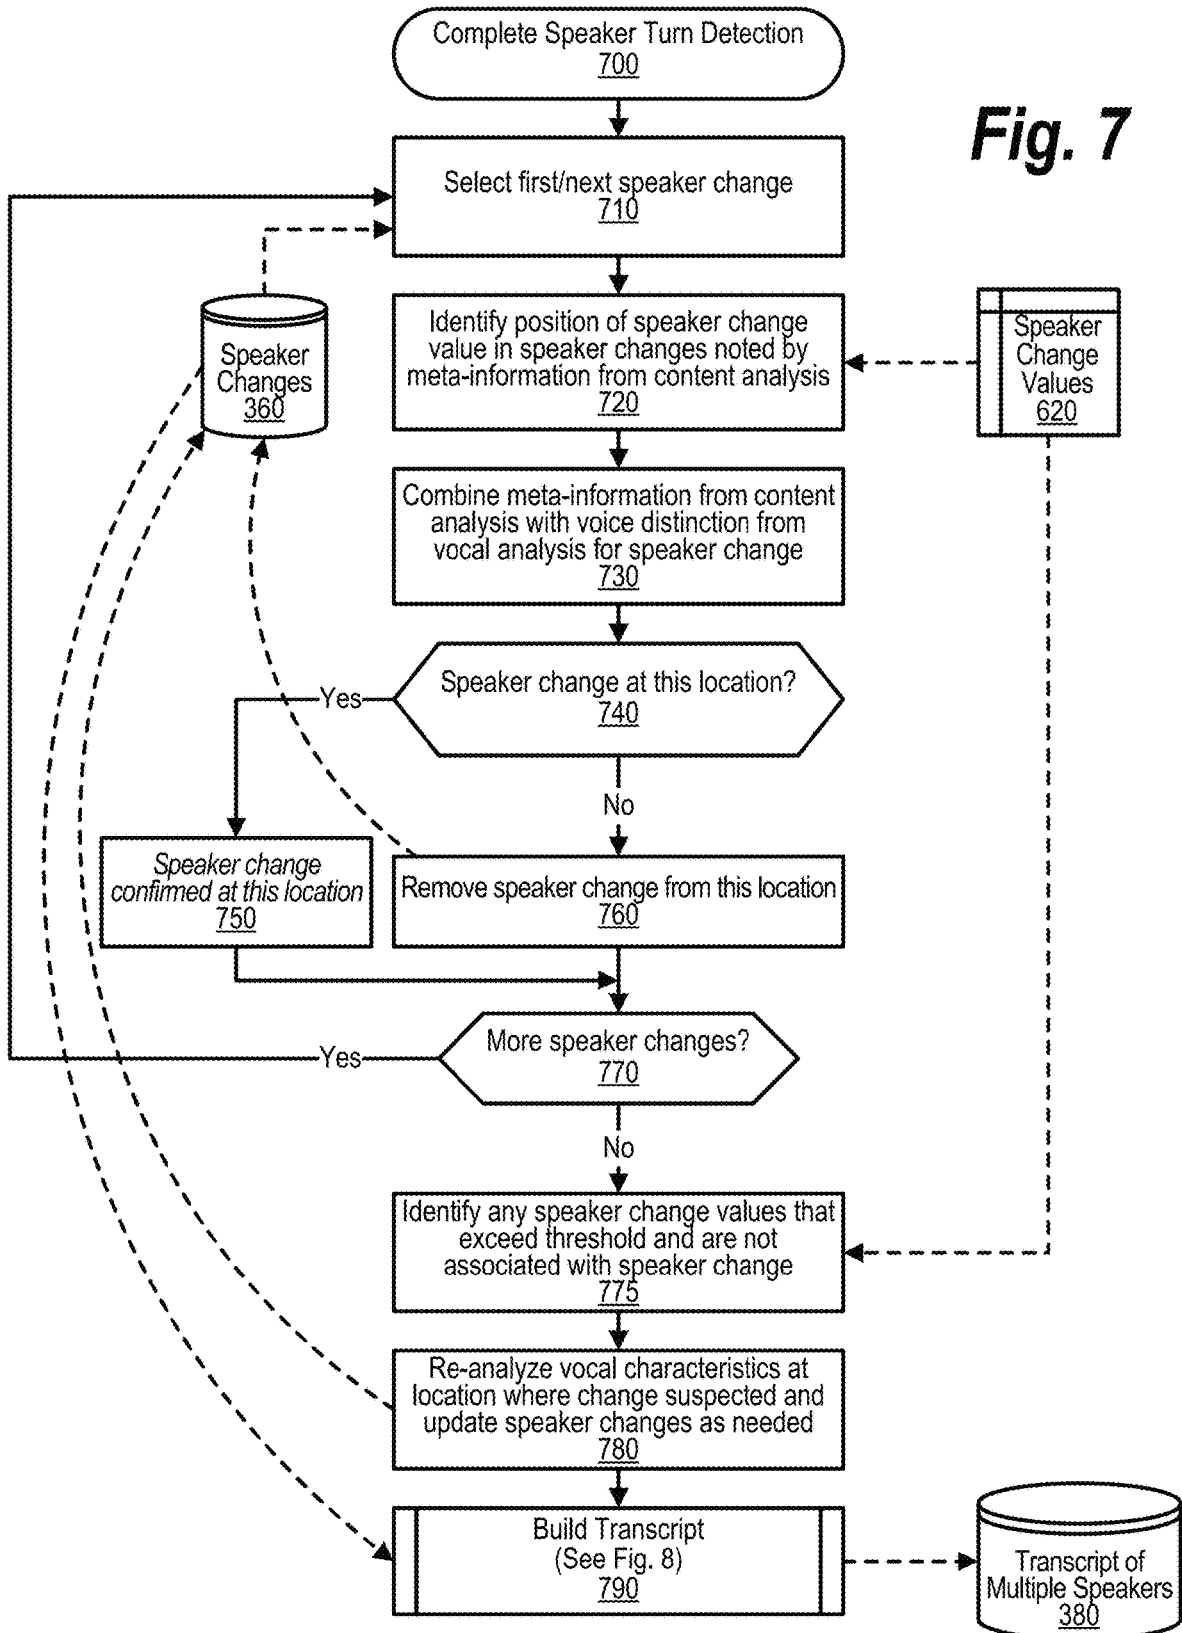 Complete Speaker Turn Detection
700
Fig. 7
Select first/next speaker change
710
Identify position of speaker change
value in speaker changes noted by
meta-information from content analysis
720
Speaker
Changes
360
Speaker
Change
Values
620
Combine meta-information from content
analysis with voice distinction from
vocal analysis for speaker change
730
Speaker change at this location?
740
Yes
No
Speaker change
confirmed at this location
750
Remove speaker change from this location
760
More speaker changes?
770
Yes
No
Identify any speaker change values that
exceed threshold and are not
associated with speaker change
775
Re-analyze vocal characteristics at
location where change suspected and
update speaker changes as needed
780
Build Transcript
(See Fig. 8)
790
Transcript of
Multiple Speakers
380